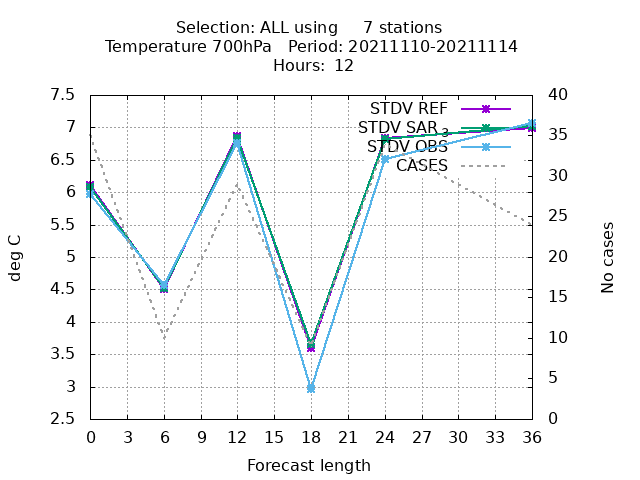 Selection: ALL using     7 stations
Temperature 700hPa   Period: 20211110-20211114
Hours:  12
STDV REF
STDV SAR 3
STDV OBS
CASES
7.5
7
6.5
6
5.5
5
4.5
4
3.5
3
2.5
deg C
40
35
30
25
20
15
10
5
0
No cases
0 3 6 9 12 15 18 21 24 27 30 33 36
Forecast length